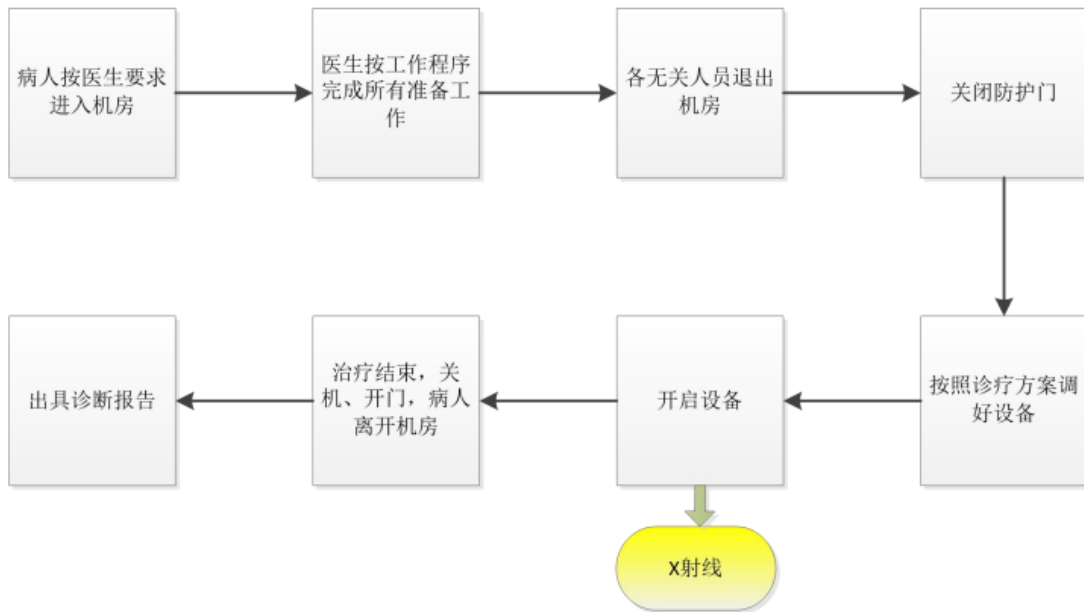 病人按医生要求
进入机房
医生按工作程序
完成所有准备工
作
各无关人员退出
机房
关闭防护门
按照诊疗方案调
好设备
开启设备
治疗结束，关
机、开门，病人
离开机房
出具诊断报告
X射线